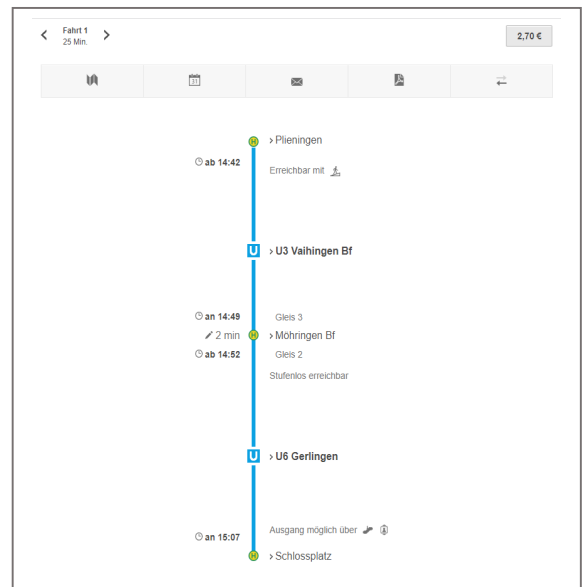 Fahrt 1
25 Min.
2,70 €
31
H
> Plieningen
ab 14:42
Erreichbar mit
U
> U3 Vaihingen Bf
an 14:49
Gleis 3
2 min
H
> Möhringen Bf
ab 14:52
Gleis 2
Stufenlos erreichbar
U
> U6 Gerlingen
Ausgang möglich über
an 15:07
H
> Schlossplatz